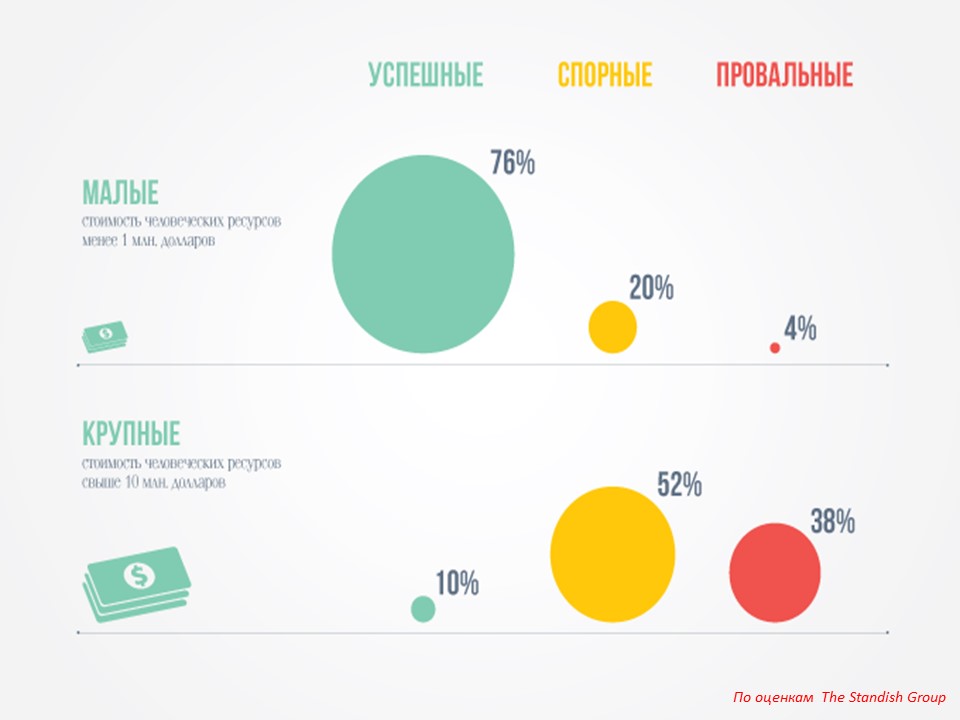 УСПЕШНЫЕ СПОРНЫЕ ПРОВАЛЬНЫЕ
76%
МАЛЫЕ
стоимость человеческих ресурсов
менее 1 млн. долларов
20%
4%
КРУПНЫЕ
стоимость человеческих ресурсов
свыше 10 млн. долларов
52%
38%
10%
По оценкам The Standish Group